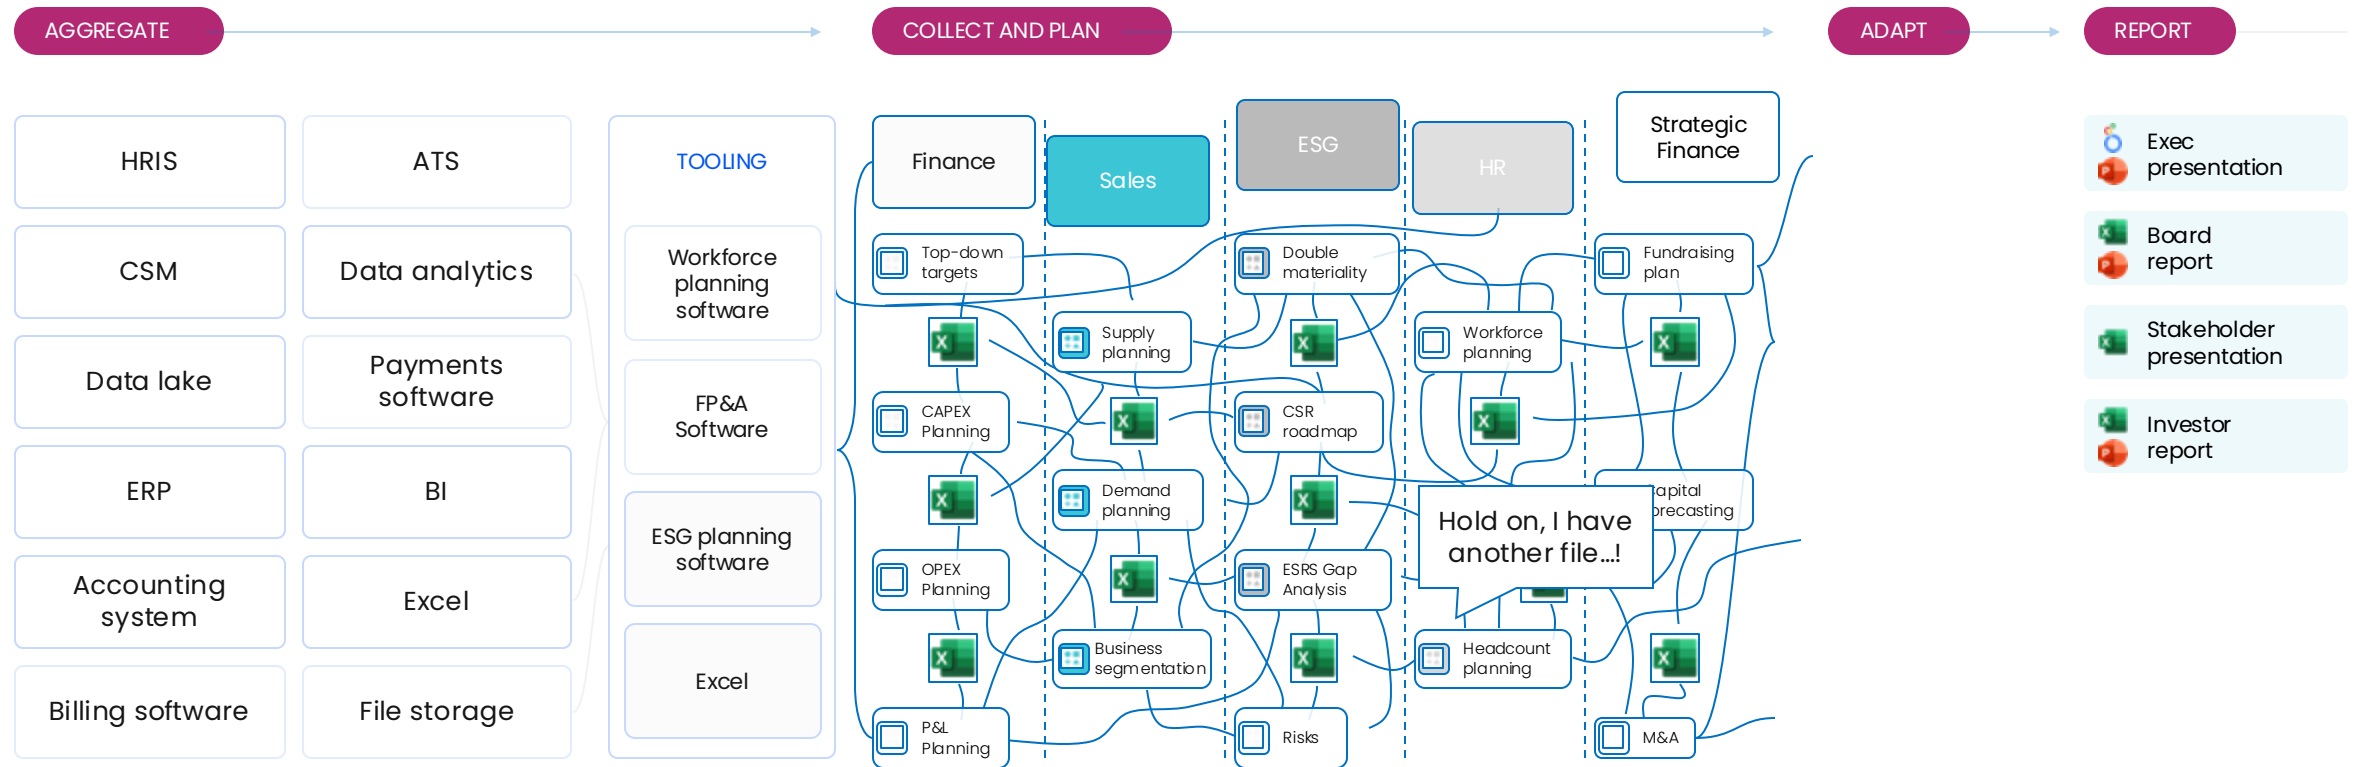 AGGREGATE
COLLECT AND PLAN
ADAPT
REPORT
HRIS
ATS
CSM
Data analytics
Data lake
Payments
software
ERP
BI
Accounting
system
Excel
Billing software
File storage
TOOLING
Workforce
planning
software
FP&A
Software
ESG planning
software
Excel
Finance
Top-down
targets
CAPEX
Planning
OPEX
Planning
P&L
Planning
Sales
Supply
planning
Demand
planning
Business
segmentation
ESG
Double
materiality
CSR
roadmap
ESRS Gap
Analysis
Risks
HR
Workforce
planning
Hold on, I have
another file...!
Headcount
planning
Strategic
Finance
Fundraising
plan
apital
recasting
M&A
Exec
presentation
Board
report
Stakeholder
presentation
Investor
report